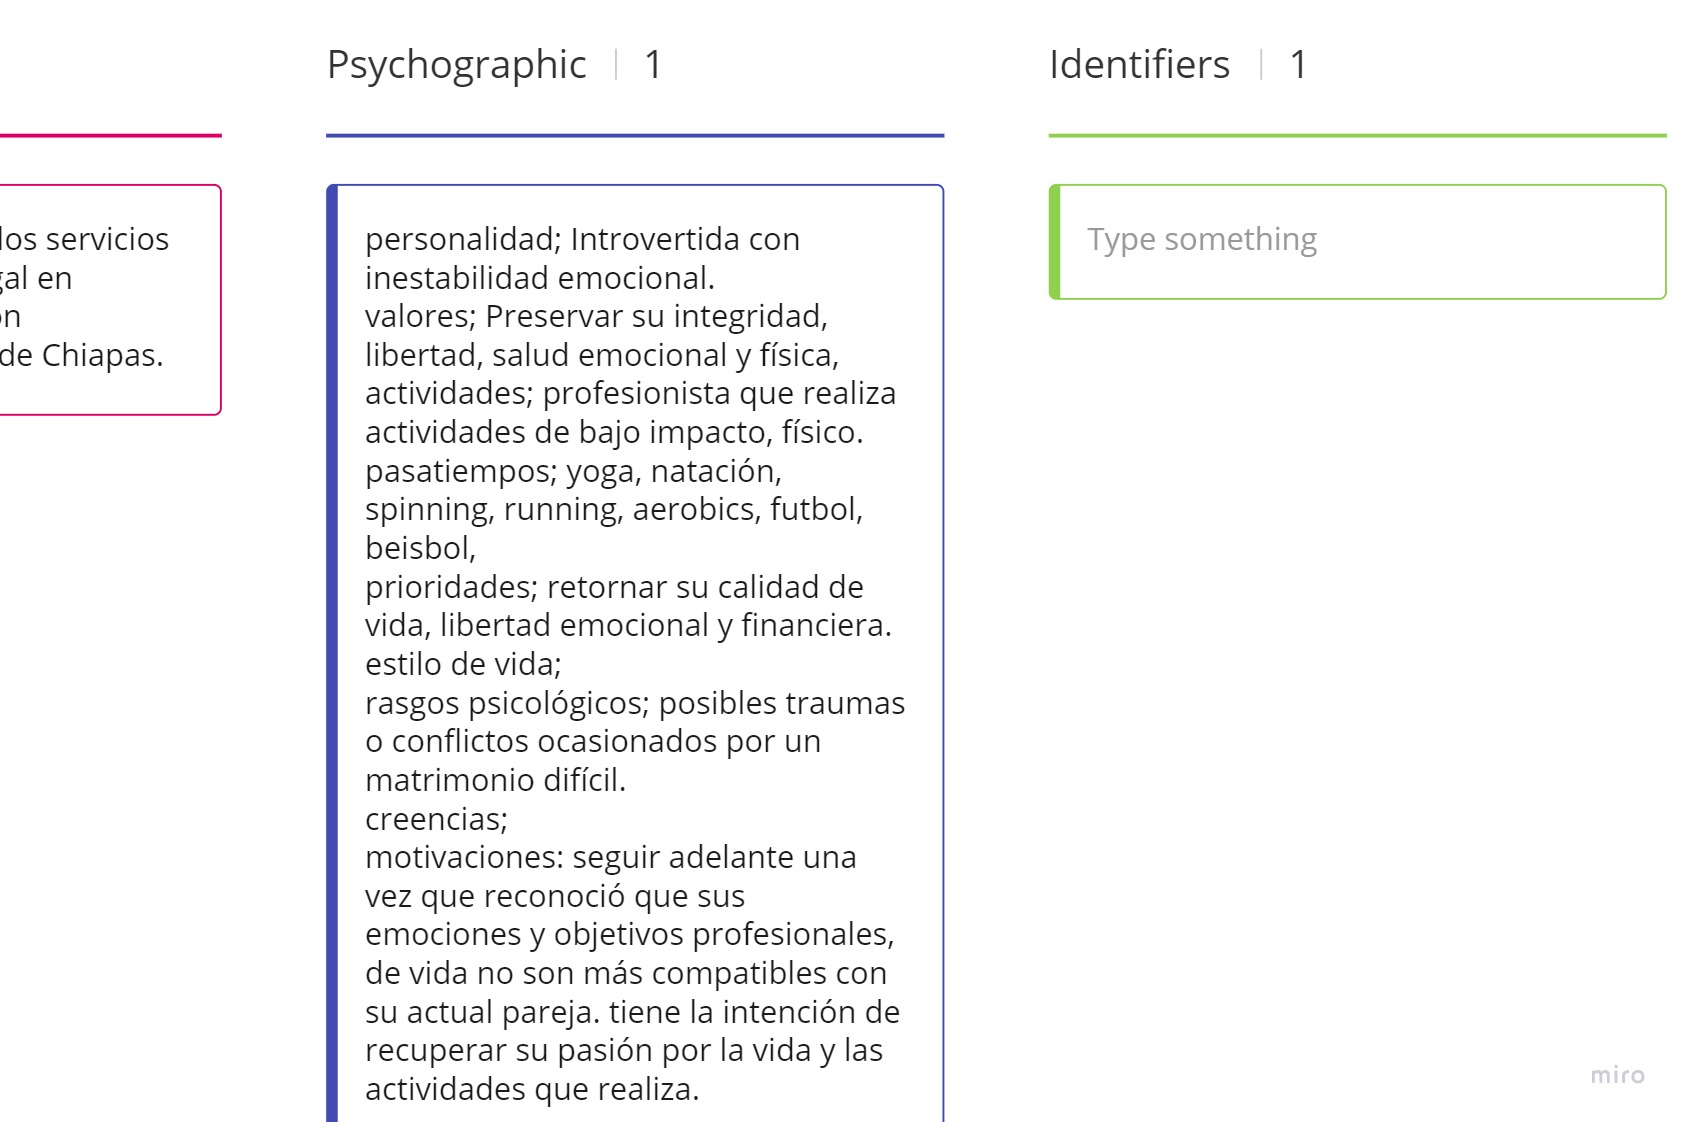 Psychographic | 1
Identifiers | 1
los servicios
en
de Chiapas.
personalidad; Introvertida con
inestabilidad emocional.
valores; Preservar su integridad,
libertad, salud emocional y física,
actividades; profesionista que realiza
actividades de bajo impacto, físico.
pasatiempos; yoga, natación,
spinning, running, aerobics, futbol,
beisbol,
prioridades; retornar su calidad de
vida, libertad emocional y financiera.
estilo de vida;
rasgos psicológicos; posibles traumas
o conflictos ocasionados por un
matrimonio difícil.
creencias;
motivaciones: seguir adelante una
vez que reconoció que sus
emociones y objetivos profesionales,
de vida no son más compatibles con
su actual pareja. tiene la intención de
recuperar su pasión por la vida y las
actividades que realiza.
Type something
miro